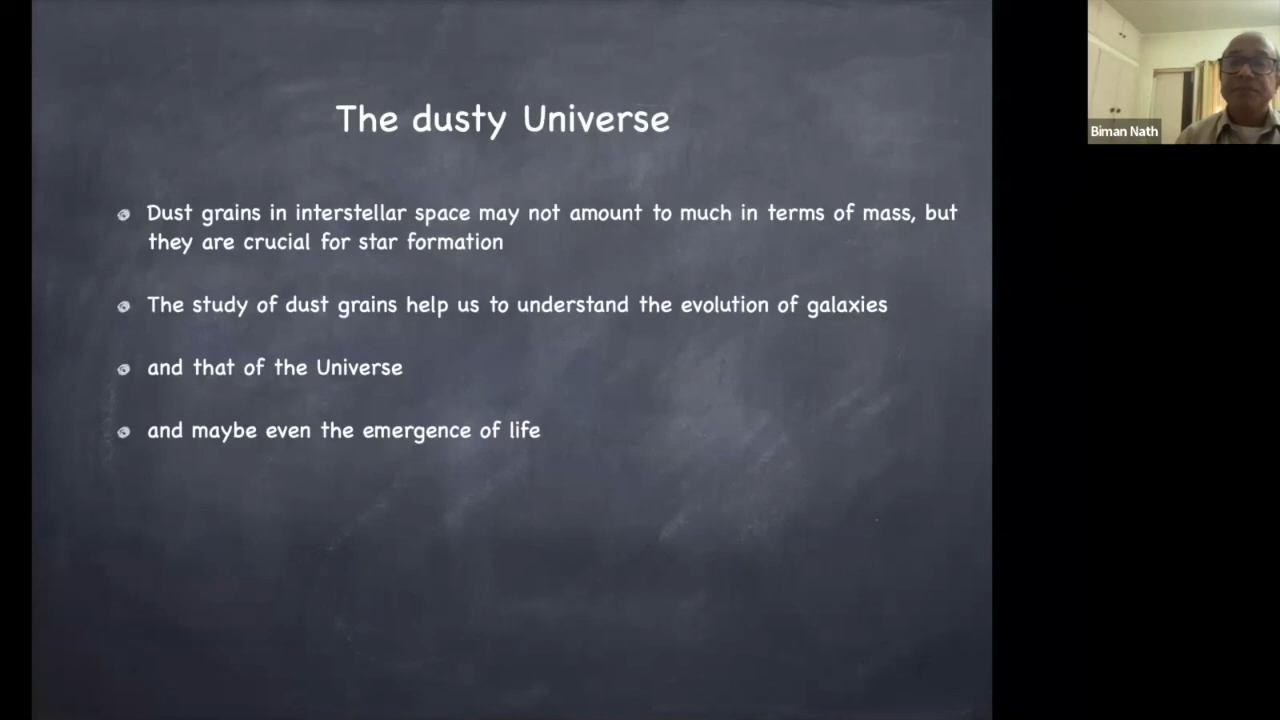 The dusty Universe
Dust grains in interstellar space may not amount to much in terms of mass, but
they are crucial for star formation
The study of dust grains help us to understand the evolution of galaxies
and that of the Universe
and maybe even the emergence of life
Biman Nath